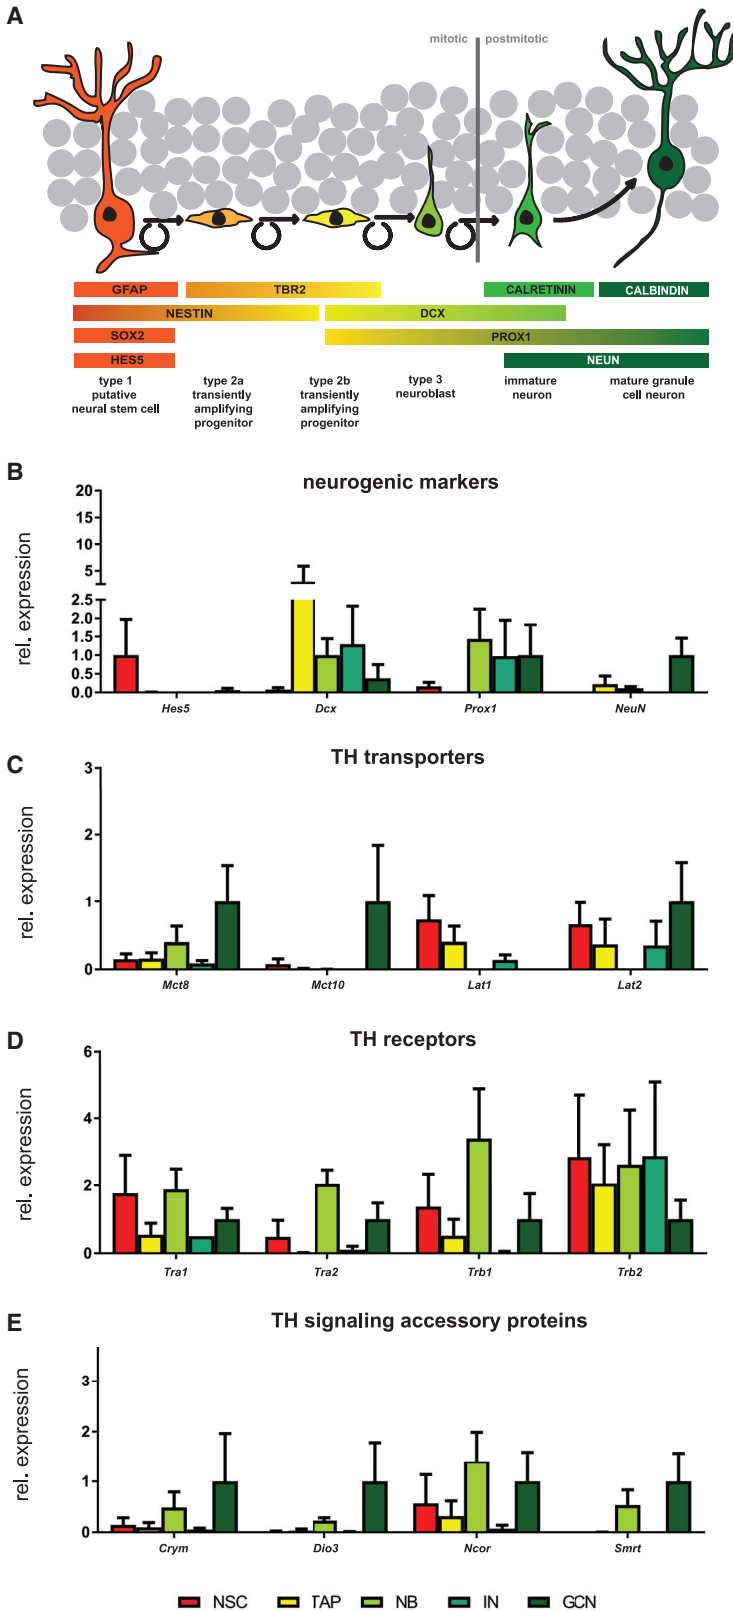 A
mitotic postmitotic
GFAP TBR2 CALRETININ CALBINDIN
NESTIN DCX
SOX2 PROX1
HES5 NEUN
type 1 putative neural stem cell
type 2a transiently amplifying progenitor
type 2b transiently amplifying progenitor
type 3 neuroblast
immature neuron
mature granule cell neuron
B
neurogenic markers
rel. expression
20
15
10
5
2.5
2.0
1.5
1.0
0.5
0.0
Hes5 Dcx Prox1 NeuN
C
TH transporters
rel. expression
3
2
1
0
Mct8 Mct10 Lat1 Lat2
D
TH receptors
rel. expression
6
4
2
0
Tra1 Tra2 Trb1 Trb2
E
TH signaling accessory proteins
rel. expression
3
2
1
0
Crym Dio3 Ncor Smrt
NSC TAP NB IN GCN